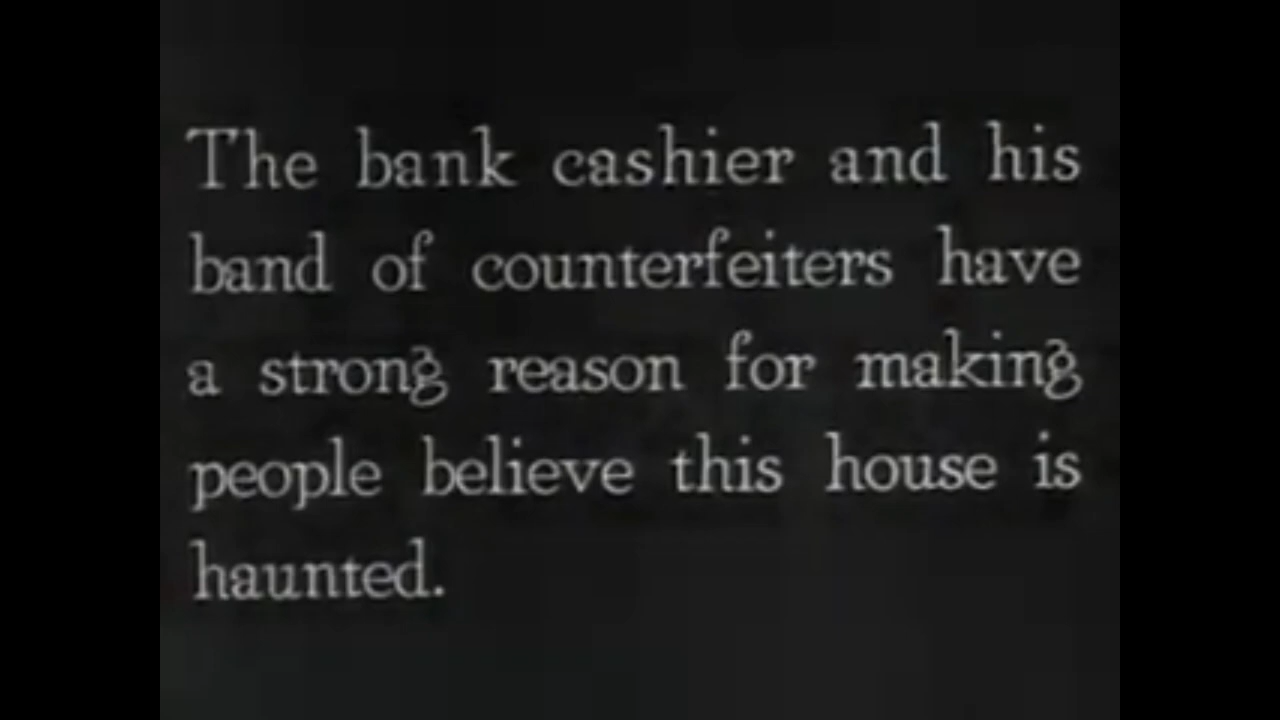 The bank cashier and his
band of counterfeiters have
a strong reason for making
people believe this house is
haunted.